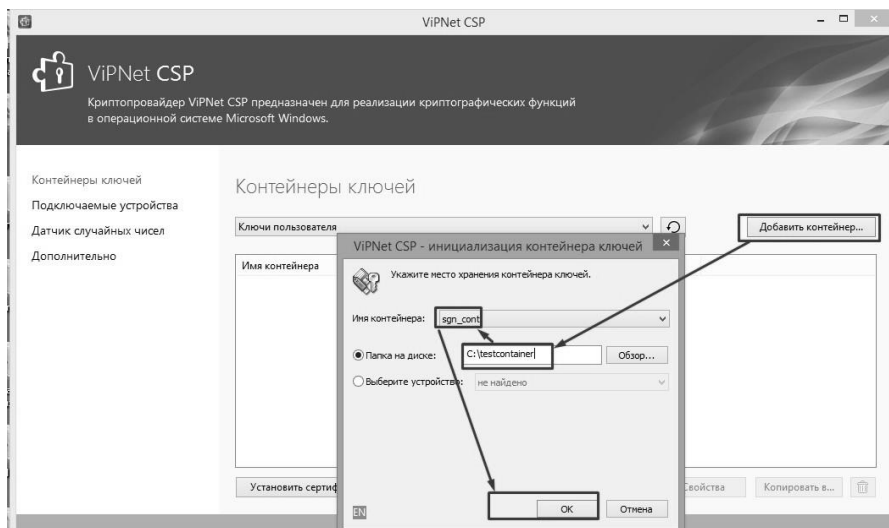 ViPNet CSP
ViPNet CSP
Криптопровайдер ViPNet CSP предназначен для реализации криптографических функций
в операционной системе Microsoft Windows.
Контейнеры ключей
Подключаемые устройства
Датчик случайных чисел
Дополнительно
Контейнеры ключей
Ключи пользователя
Добавить контейнер...
Имя контейнера
ViPNet CSP - инициализация контейнера ключей
Укажите место хранения контейнера ключей.
Имя контейнера: sgn_cont
Папка на диске: C:\testcontainer Обзор...
Выберите устройство: не найдено
EN OK Отмена
Установить сертиф
Свойства Копировать в...